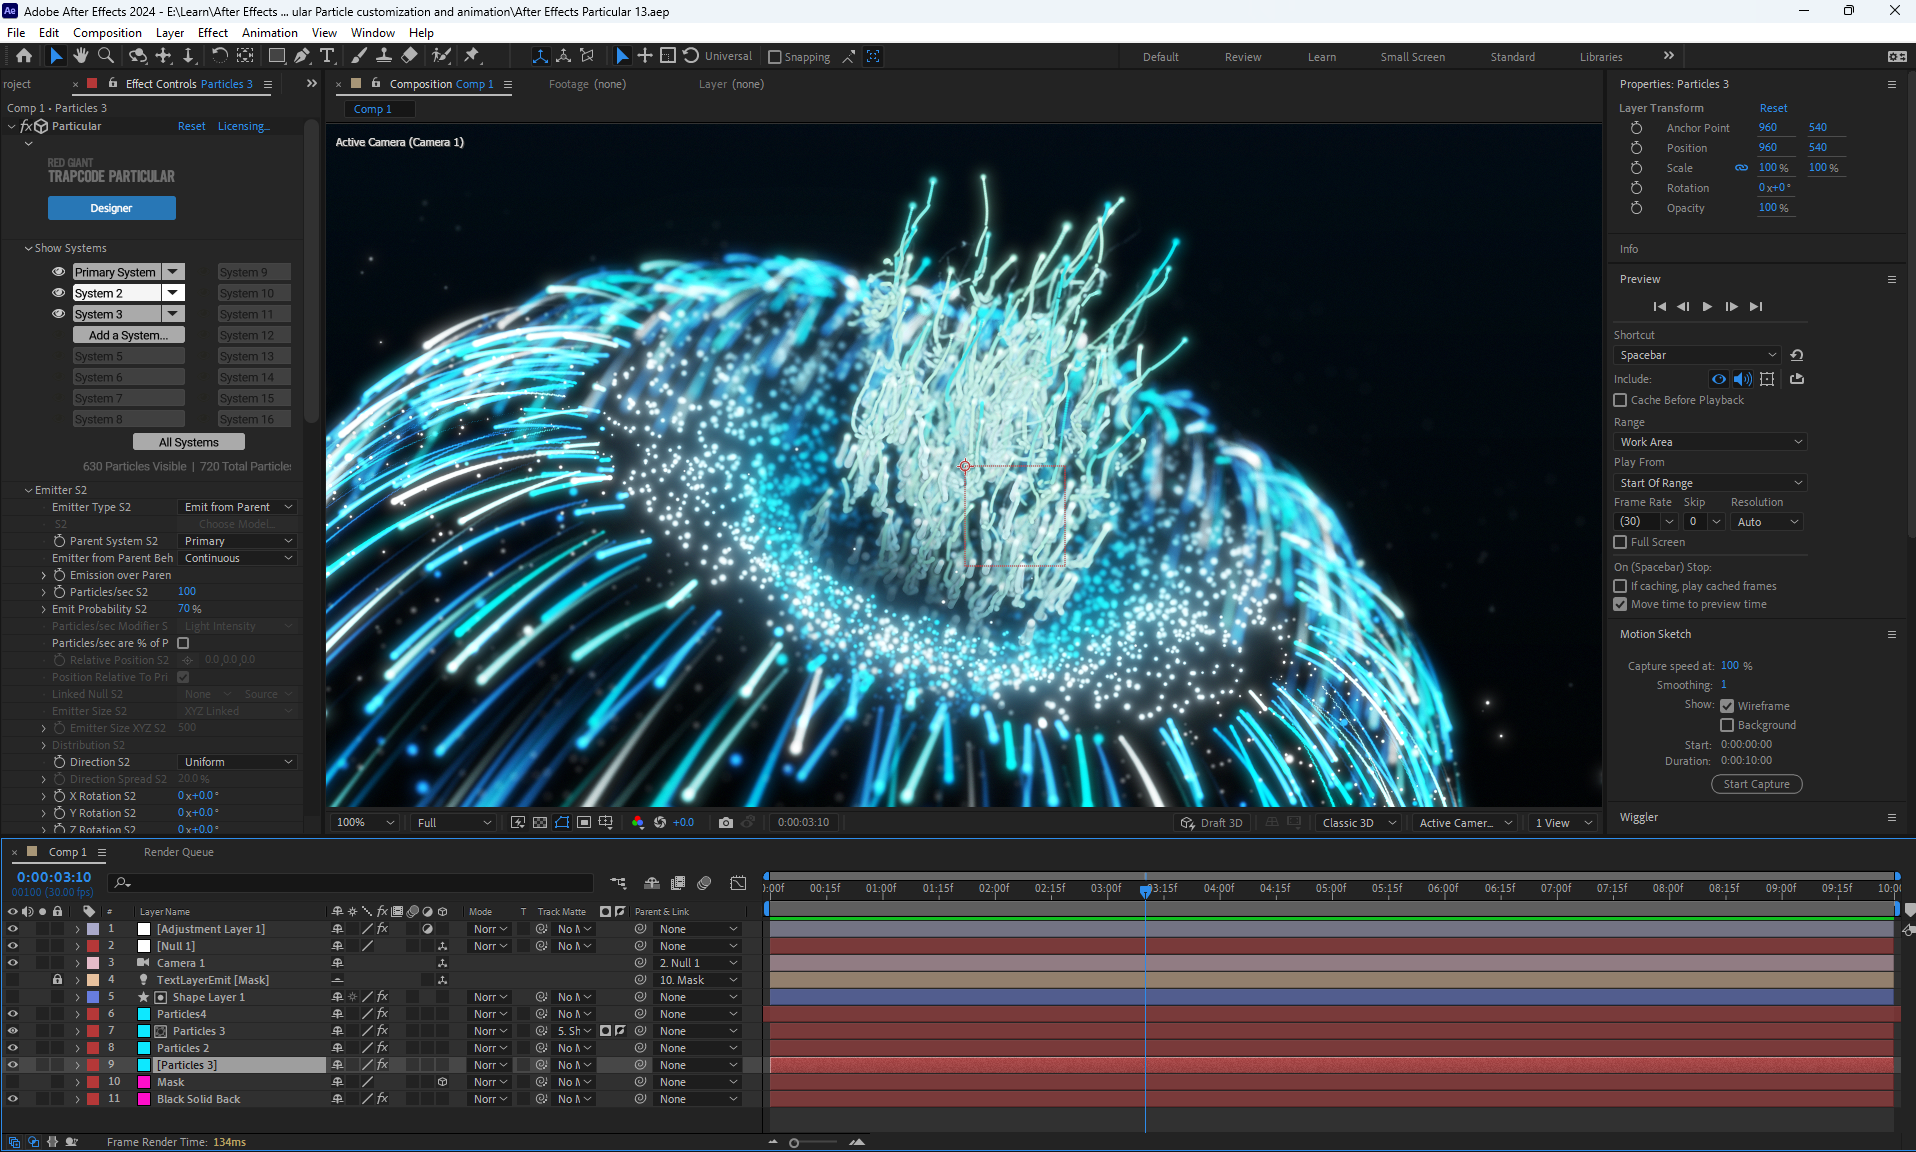 Adobe After Effects 2024 - E:\Learn\After Effects ... ular Particle customization and animation\After Effects Particular 13.aep
File Edit Composition Layer Effect Animation View Window Help
Universal Snapping Default Review Learn Small Screen Standard Libraries
roject Effect Controls Particles 3
Comp 1 • Particles 3
Particular Reset Licensing...
RED GIANT
TRAPCODE PARTICULAR
Designer
Show Systems
Primary System System 9
System 2 System 10
System 3 System 11
Add a System... System 12
System 5 System 13
System 6 System 14
System 7 System 15
System 8 System 16
All Systems
630 Particles Visible | 720 Total Particles
Emitter S2
Emitter Type S2 Emit from Parent
S2 Choose Model...
Parent System S2 Primary
Emitter from Parent Beh Continuous
Emission over Paren
Particles/sec S2 100
Emit Probability S2 70 %
Particles/sec Modifier S Light Intensity
Particles/sec are % of P
Relative Position S2 0.0,0.0,0.0
Position Relative To Pri
Linked Null S2 None Source
Emitter Size S2 XYZ Linked
Emitter Size XYZ S2 500
Distribution S2
Direction S2 Uniform
Direction Spread S2 20.0 %
X Rotation S2 0 x+0.0 °
Y Rotation S2 0 x+0.0 °
Z Rotation S2 0 x+0.0 °
Composition Comp 1 Footage (none) Layer (none)
Comp 1
Active Camera (Camera 1)
100% Full +0.0 0:00:03:10 Draft 3D Classic 3D Active Camer... 1 View
Properties: Particles 3
Layer Transform Reset
Anchor Point 960 540
Position 960 540
Scale 100 % 100 %
Rotation 0 x+0 °
Opacity 100 %
Info
Preview
Shortcut
Spacebar
Include:
Cache Before Playback
Range
Work Area
Play From
Start Of Range
Frame Rate Skip Resolution
(30) 0 Auto
Full Screen
On (Spacebar) Stop:
If caching, play cached frames
Move time to preview time
Motion Sketch
Capture speed at: 100 %
Smoothing: 1
Show: Wireframe
Background
Start: 0:00:00:00
Duration: 0:00:10:00
Start Capture
Wiggler
Comp 1 Render Queue
0:00:03:10
00100 (30.00 fps)
):00f 00:15f 01:00f 01:15f 02:00f 02:15f 03:00f 03:15f 04:00f 04:15f 05:00f 05:15f 06:00f 06:15f 07:00f 07:15f 08:00f 08:15f 09:00f 09:15f 10:0(
# Layer Name Mode T Track Matte Parent & Link
1 [Adjustment Layer 1] Norr No M None
2 [Null 1] Norr No M None
3 Camera 1 2. Null 1
4 TextLayerEmit [Mask] 10. Mask
5 Shape Layer 1 Norr No M None
6 Particles4 Norr No M None
7 Particles 3 Norr 5. Sh None
8 Particles 2 Norr No M None
9 [Particles 3] Norr No M None
10 Mask Norr No M None
11 Black Solid Back Norr No M None
Frame Render Time: 134ms